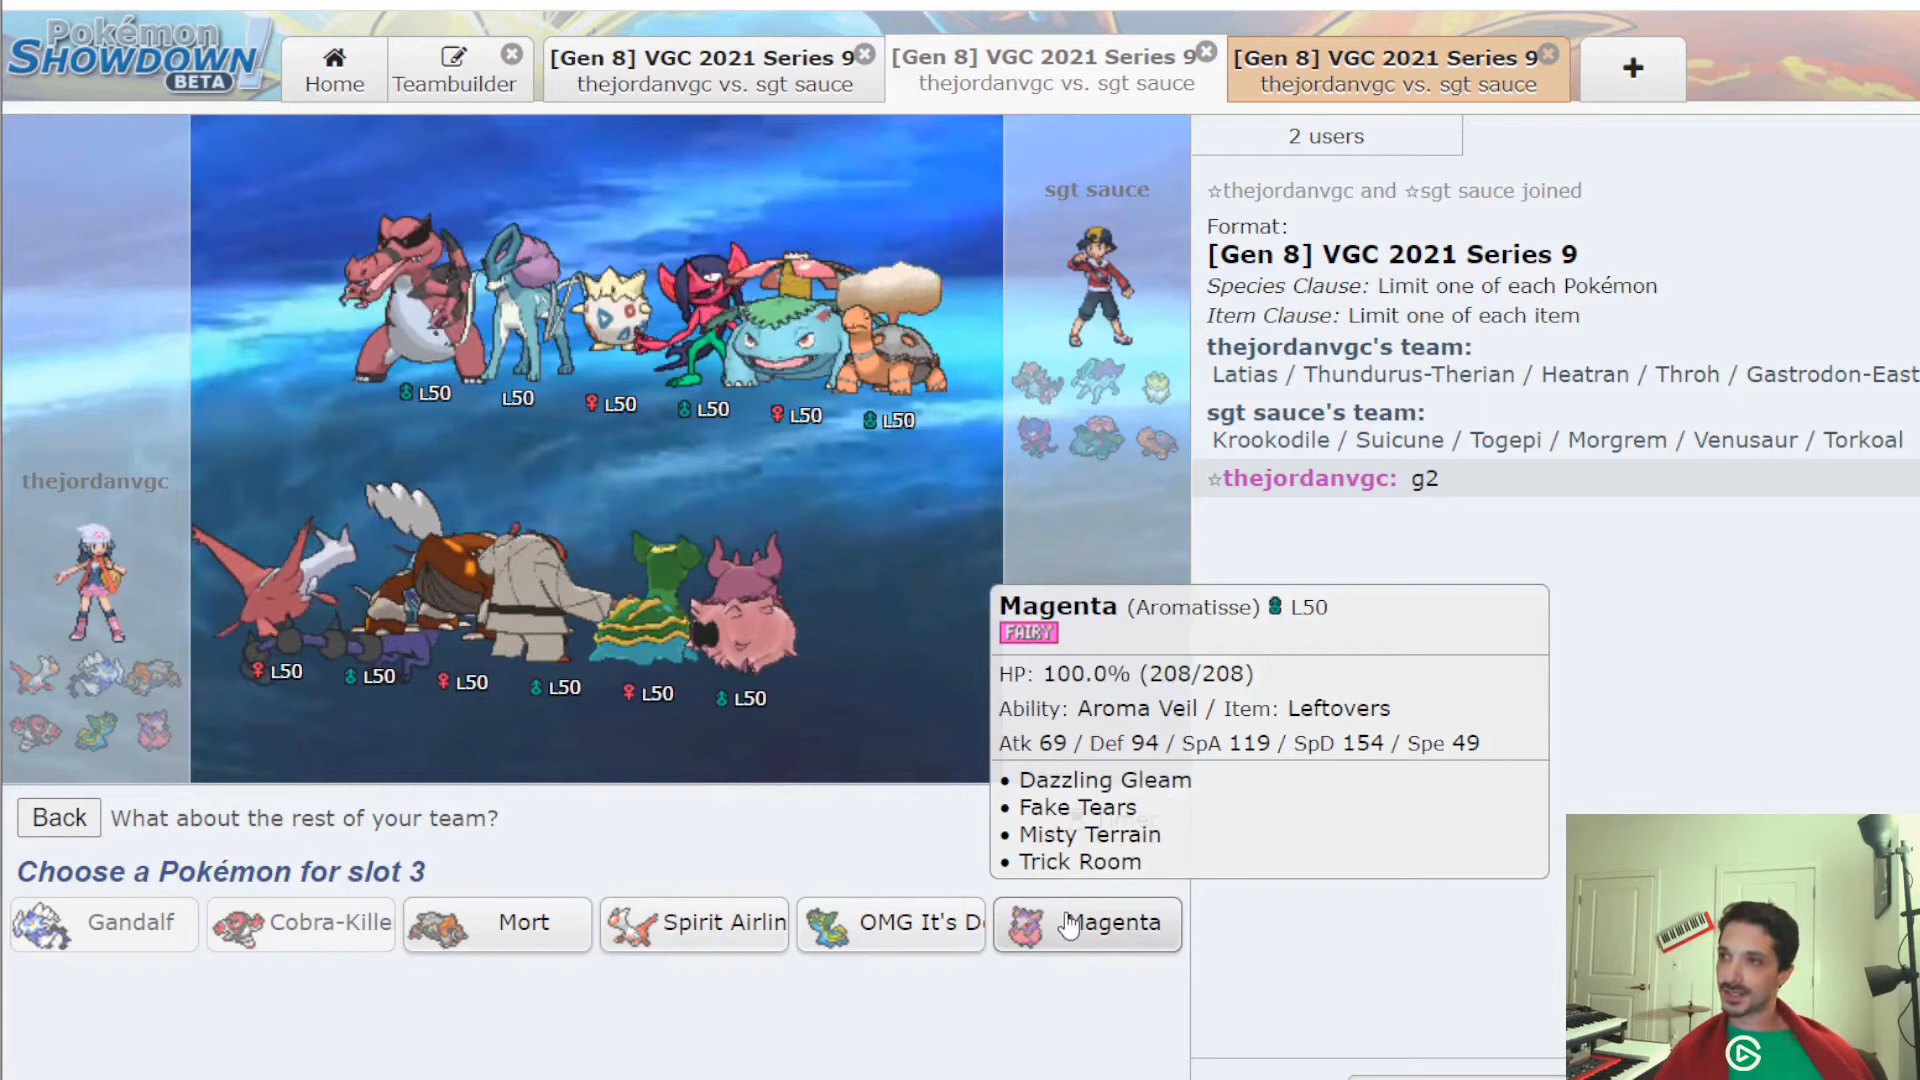 Pokémon
SHOWDOWN!
BETA
Home
Teambuilder
[Gen 8] VGC 2021 Series 9
thejordanvgc vs. sgt sauce
[Gen 8] VGC 2021 Series 9
thejordanvgc vs. sgt sauce
[Gen 8] VGC 2021 Series 9
thejordanvgc vs. sgt sauce
+
2 users
☆thejordanvgc and ☆sgt sauce joined
Format:
[Gen 8] VGC 2021 Series 9
Species Clause: Limit one of each Pokémon
Item Clause: Limit one of each item
thejordanvgc's team:
Latias / Thundurus-Therian / Heatran / Throh / Gastrodon-East
sgt sauce's team:
Krookodile / Suicune / Togepi / Morgrem / Venusaur / Torkoal
☆thejordanvgc: g2
sgt sauce
L50
L50
L50
L50
L50
L50
thejordanvgc
L50
L50
L50
L50
L50
L50
Magenta (Aromatisse) L50
FAIRY
HP: 100.0% (208/208)
Ability: Aroma Veil / Item: Leftovers
Atk 69 / Def 94 / SpA 119 / SpD 154 / Spe 49
• Dazzling Gleam
• Fake Tears
• Misty Terrain
• Trick Room
Back
What about the rest of your team?
Choose a Pokémon for slot 3
Gandalf
Cobra-Kille
Mort
Spirit Airlin
OMG It's D
Magenta